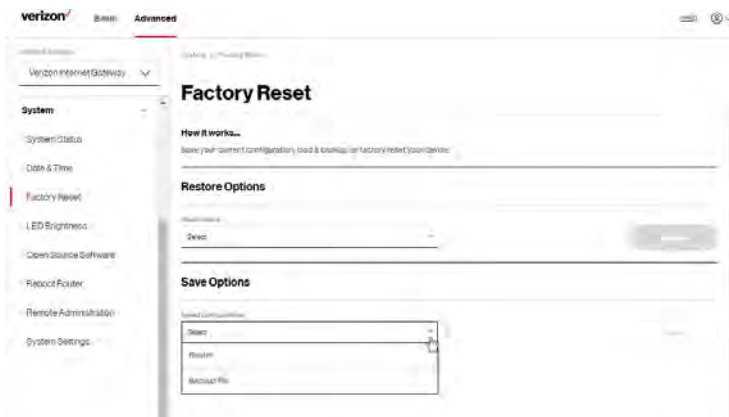 verizon
Basic
Advanced
Verizon Internet Gateway
System
System Status
Date & Time
Factory Reset
LED Brightness
Open Source Software
Reboot Router
Remote Administration
System Settings
Factory Reset
How it works...
Save your current configuration, load a backup, or factory reset your device.
Restore Options
Select
Save Options
Select
Router
Backup file